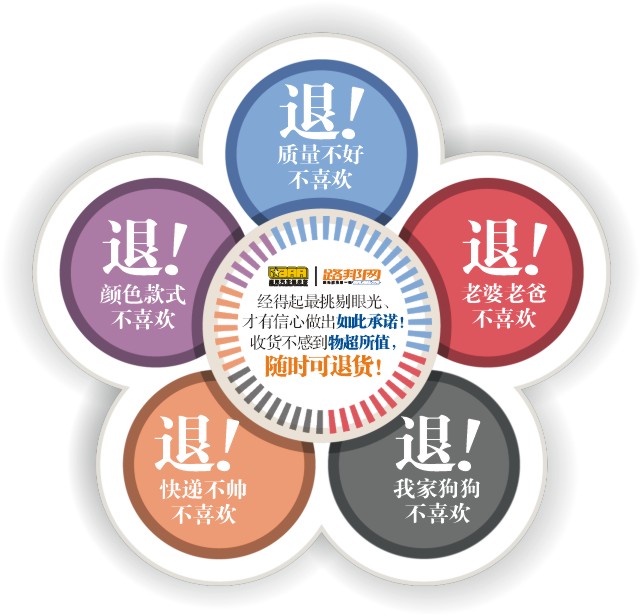 退!
质量不好
不喜欢
退!
颜色款式
不喜欢
退!
老婆老爸
不喜欢
路邦网
经得起最挑剔眼光、
才有信心做出如此承诺!
收货不感到物超所值,
随时可退货!
退!
快递不帅
不喜欢
退!
我家狗狗
不喜欢